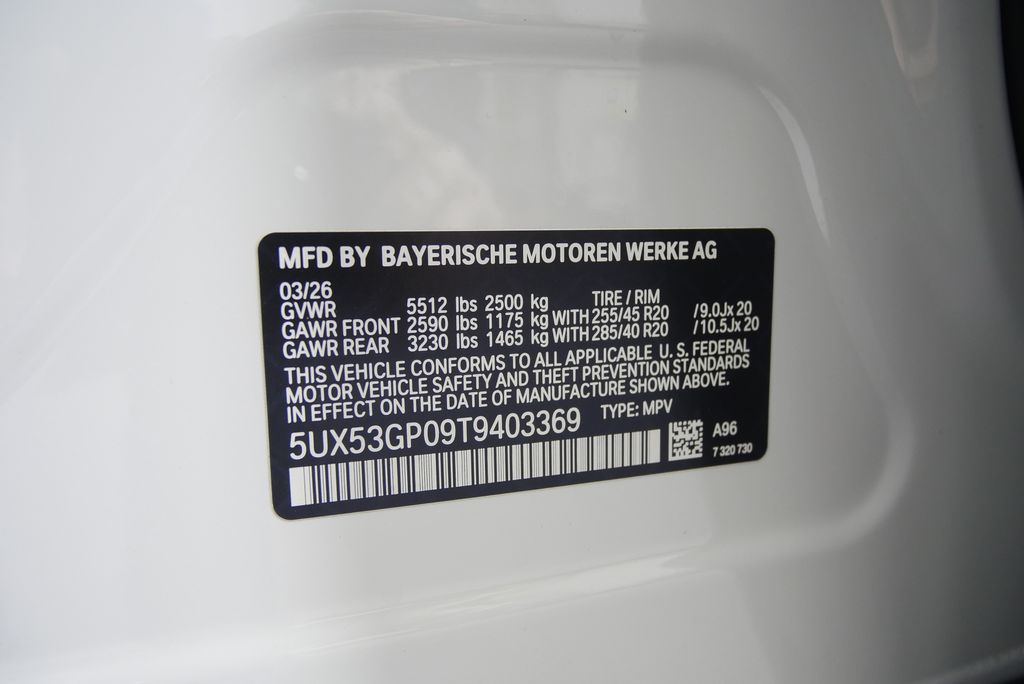 MFD BY BAYERISCHE MOTOREN WERKE AG
03/26
GVWR 5512 lbs 2500 kg TIRE / RIM
GAWR FRONT 2590 lbs 1175 kg WITH 255/45 R20 /9.0Jx 20
GAWR REAR 3230 lbs 1465 kg WITH 285/40 R20 /10.5Jx 20
THIS VEHICLE CONFORMS TO ALL APPLICABLE U. S. FEDERAL
MOTOR VEHICLE SAFETY AND THEFT PREVENTION STANDARDS
IN EFFECT ON THE DATE OF MANUFACTURE SHOWN ABOVE.
5UX53GP09T9403369 TYPE: MPV
A96
7 320 730